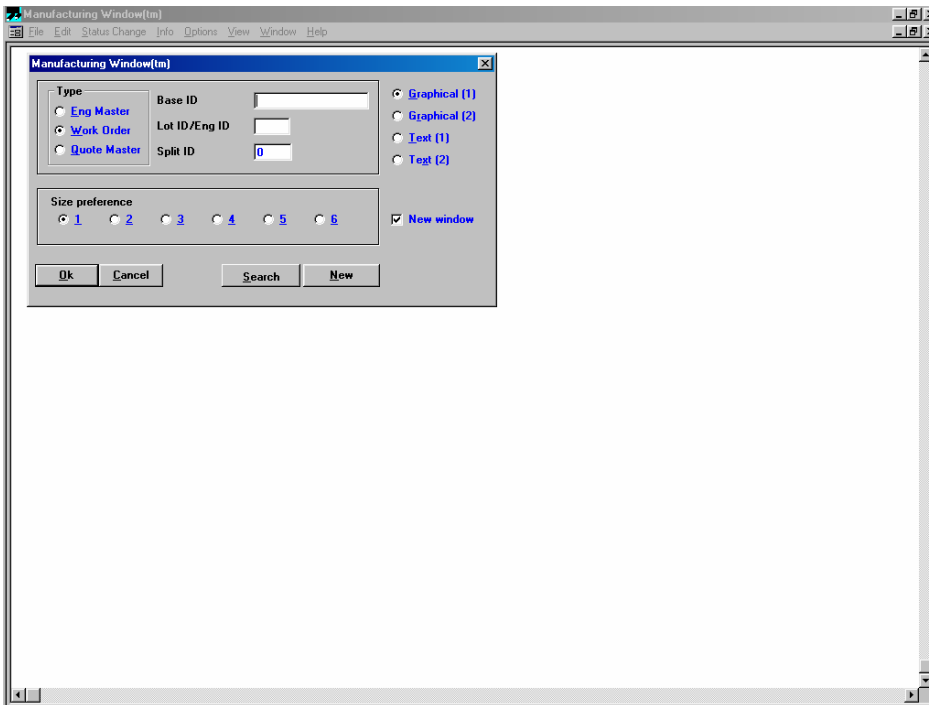 Manufacturing Window(tm)
File Edit Status Change Info Options View Window Help
Manufacturing Window(tm)
Type
Eng Master
Work Order
Quote Master
Base ID
Lot ID/Eng ID
Split ID 0
Graphical (1)
Graphical (2)
Text (1)
Text (2)
Size preference
1 2 3 4 5 6
New window
Ok Cancel Search New